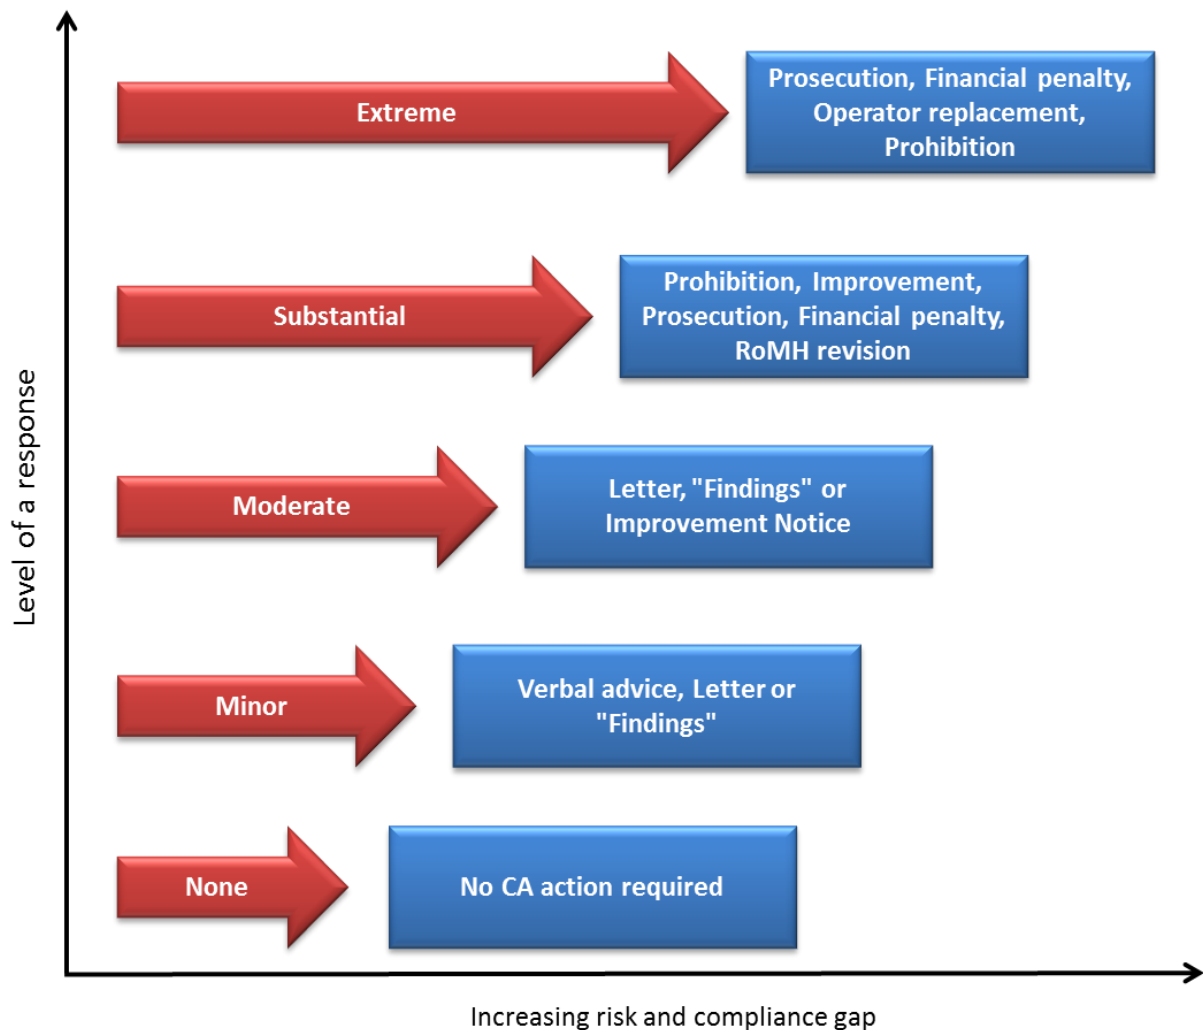 Extreme
Prosecution, Financial penalty,
Operator replacement,
Prohibition
Substantial
Prohibition, Improvement,
Prosecution, Financial penalty,
RoMH revision
Moderate
Letter, "Findings" or
Improvement Notice
Minor
Verbal advice, Letter or
"Findings"
None
No CA action required
Level of a response
Increasing risk and compliance gap